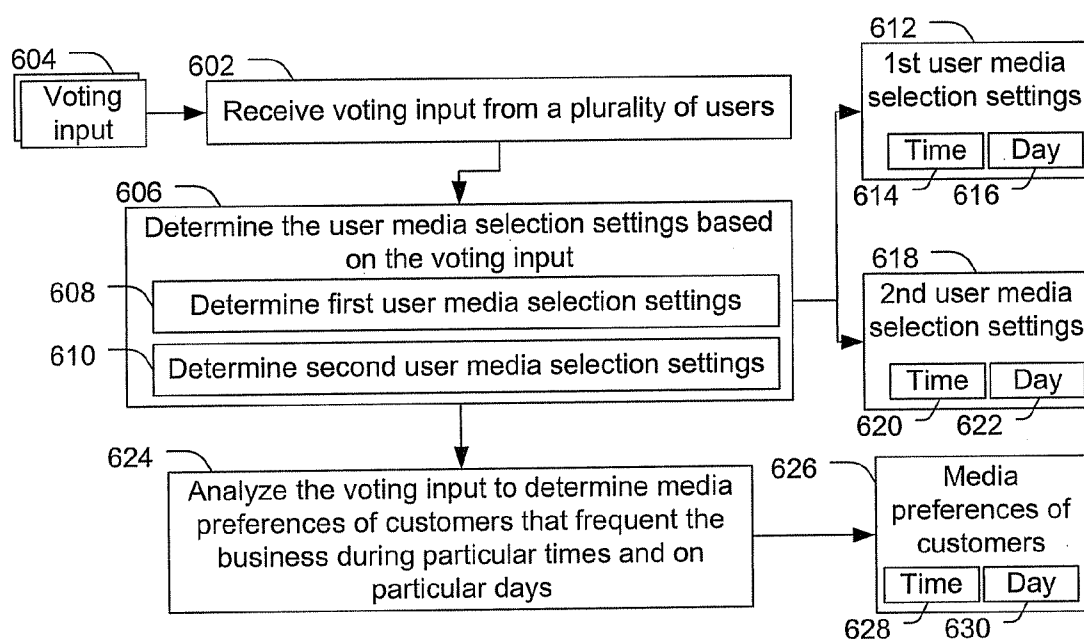 604
Voting
input
602
Receive voting input from a plurality of users
606
Determine the user media selection settings based
on the voting input
608
Determine first user media selection settings
610
Determine second user media selection settings
612
1st user media
selection settings
Time
Day
614
616
618
2nd user media
selection settings
Time
Day
620
622
624
Analyze the voting input to determine media
preferences of customers that frequent the
business during particular times and on
particular days
626
Media
preferences of
customers
Time
Day
628
630